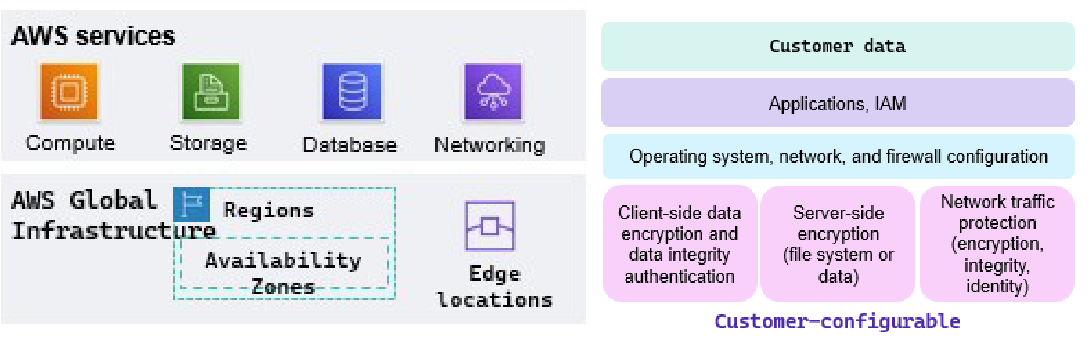 AWS services
Compute
Storage
Database
Networking
AWS Global
Infrastructure
Regions
Availability
Zones
Edge
locations
Customer data
Applications, IAM
Operating system, network, and firewall configuration
Client-side data
encryption and
data integrity
authentication
Server-side
encryption
(file system or
data)
Network traffic
protection
(encryption,
integrity,
identity)
Customer-configurable